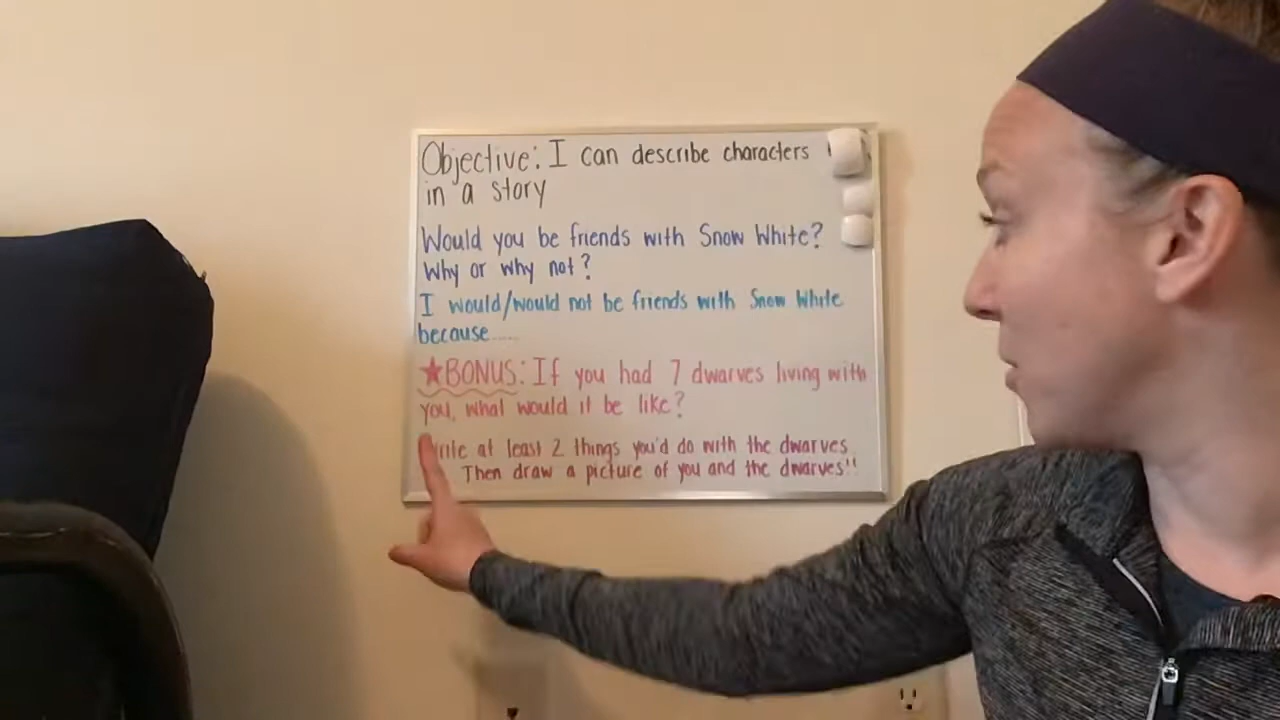 Objective: I can describe characters
in a story
Would you be friends with Snow White?
Why or why not?
I would/would not be friends with Snow White
because.....
★BONUS: If you had 7 dwarves living with
you, what would it be like?
at least 2 things you'd do with the dwarves.
Then draw a picture of you and the dwarves!!